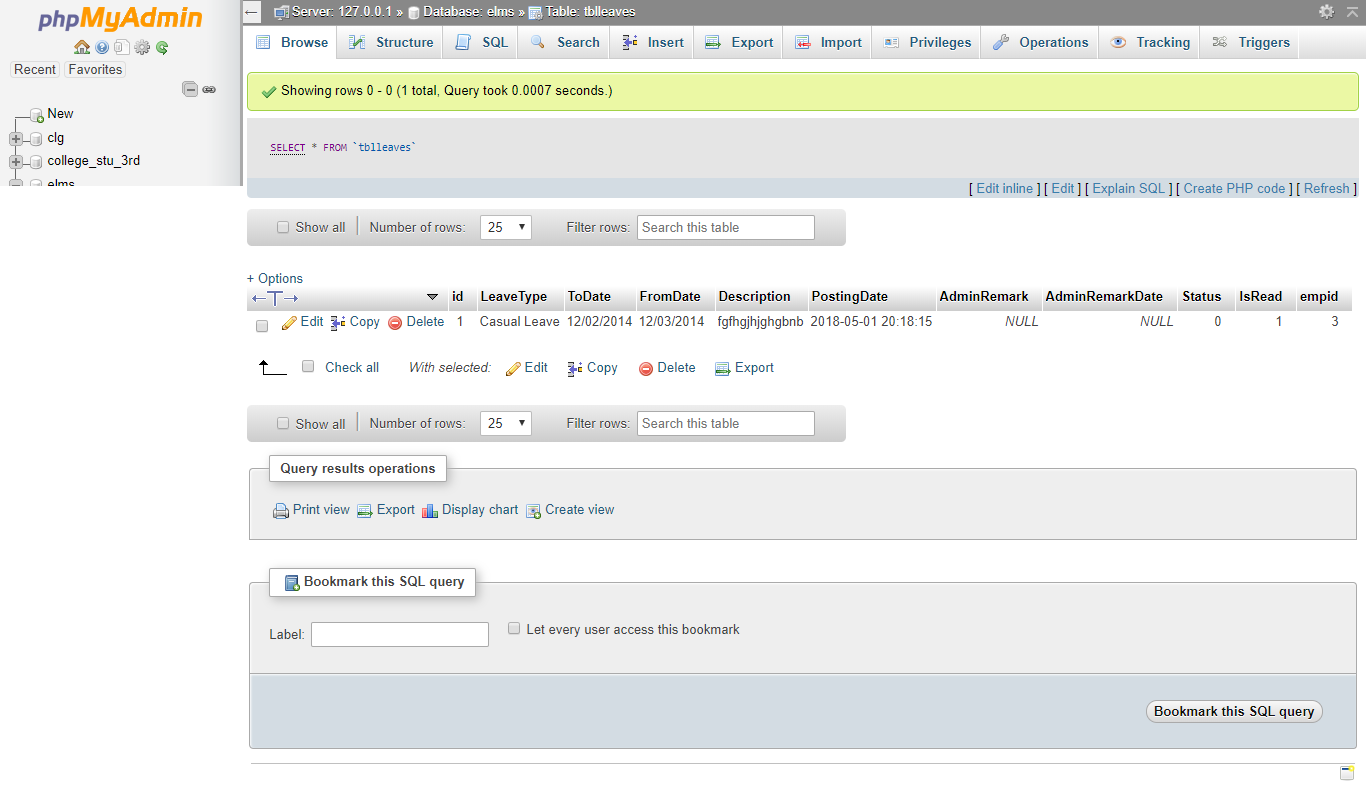 phpMyAdmin
Recent Favorites
New
clg
college_stu_3rd
elms
Server: 127.0.0.1 » Database: elms » Table: tblleaves
Browse Structure SQL Search Insert Export Import Privileges Operations Tracking Triggers
Showing rows 0 - 0 (1 total, Query took 0.0007 seconds.)
SELECT * FROM `tblleaves`
[ Edit inline ] [ Edit ] [ Explain SQL ] [ Create PHP code ] [ Refresh ]
Show all Number of rows: 25 Filter rows: Search this table
+ Options
id LeaveType ToDate FromDate Description PostingDate AdminRemark AdminRemarkDate Status IsRead empid
Edit Copy Delete 1 Casual Leave 12/02/2014 12/03/2014 fgfhgjhjghgbnb 2018-05-01 20:18:15 NULL NULL 0 1 3
Check all With selected: Edit Copy Delete Export
Show all Number of rows: 25 Filter rows: Search this table
Query results operations
Print view Export Display chart Create view
Bookmark this SQL query
Label: Let every user access this bookmark
Bookmark this SQL query